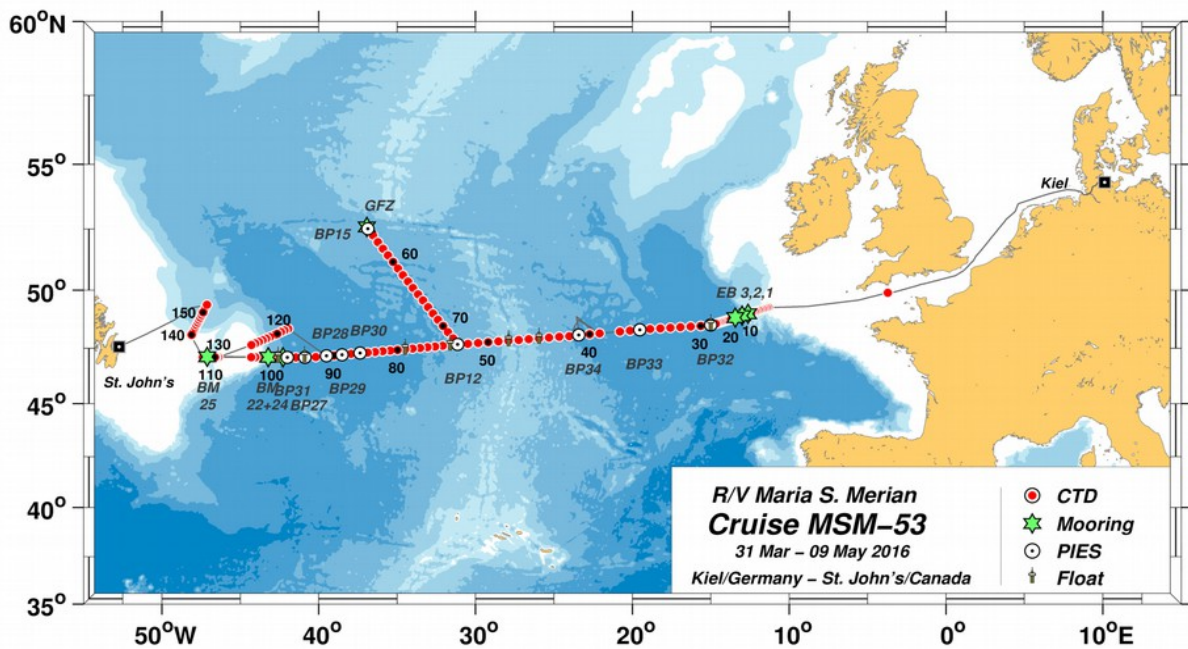 60°N
55°
50°
45°
40°
35°
Kiel
GFZ
BP15
60
EB 3,2,1
150
120
10
140
130
BP28 BP30
70
20
St. John's
30
110
100
90
80
50
40
BP32
BM
25
BM
22+24
BP31
BP27
BP29
BP12
BP34
BP33
R/V Maria S. Merian
Cruise MSM–53
31 Mar – 09 May 2016
Kiel/Germany – St. John's/Canada
CTD
Mooring
PIES
Float
50°W
40°
30°
20°
10°
0°
10°E